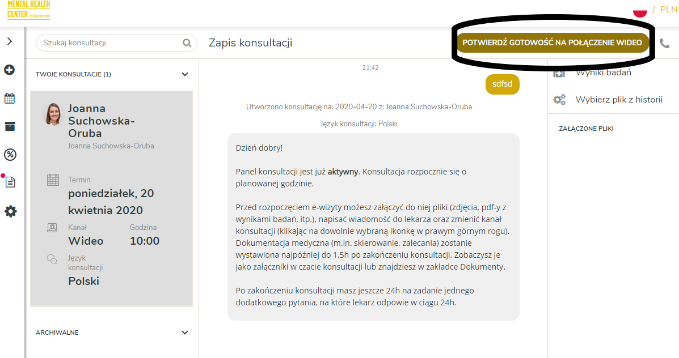 MENTAL HEALTH
CENTER
/ PLN
Szukaj konsultacji
Zapis konsultacji
POTWIERDŹ GOTOWOŚĆ NA POŁĄCZENIE WIDEO
TWOJE KONSULTACJE (1)
Joanna
Suchowska-
Oruba
Joanna Suchowska-Oruba
Termin
poniedziałek, 20
kwietnia 2020
Kanał
Godzina
Wideo
10:00
Język
konsultacji
Polski
ARCHIWALNE
21:42
sdfsd
Utworzono konsultację na: 2020-04-20 z: Joanna Suchowska-Oruba
Język konsultacji: Polski
Dzień dobry!
Panel konsultacji jest już aktywny. Konsultacja rozpocznie się o
planowanej godzinie.
Przed rozpoczęciem e-wizyty możesz załączyć do niej pliki (zdjęcia, pdf-y z
wynikami badań, itp.), napisać wiadomość do lekarza oraz zmienić kanał
konsultacji (klikając na dowolnie wybraną ikonkę w prawym górnym rogu).
Dokumentacja medyczna (m.in. skierowanie, zalecania) zostanie
wystawiona najpóźniej do 1,5h po zakończeniu konsultacji. Zobaczysz je
jako załączniki w czacie konsultacji lub znajdziesz w zakładce Dokumenty.
Po zakończeniu konsultacji masz jeszcze 24h na zadanie jednego
dodatkowego pytania, na które lekarz odpowie w ciągu 24h.
Wyniki badań
Wybierz plik z historii
ZAŁĄCZONE PLIKI